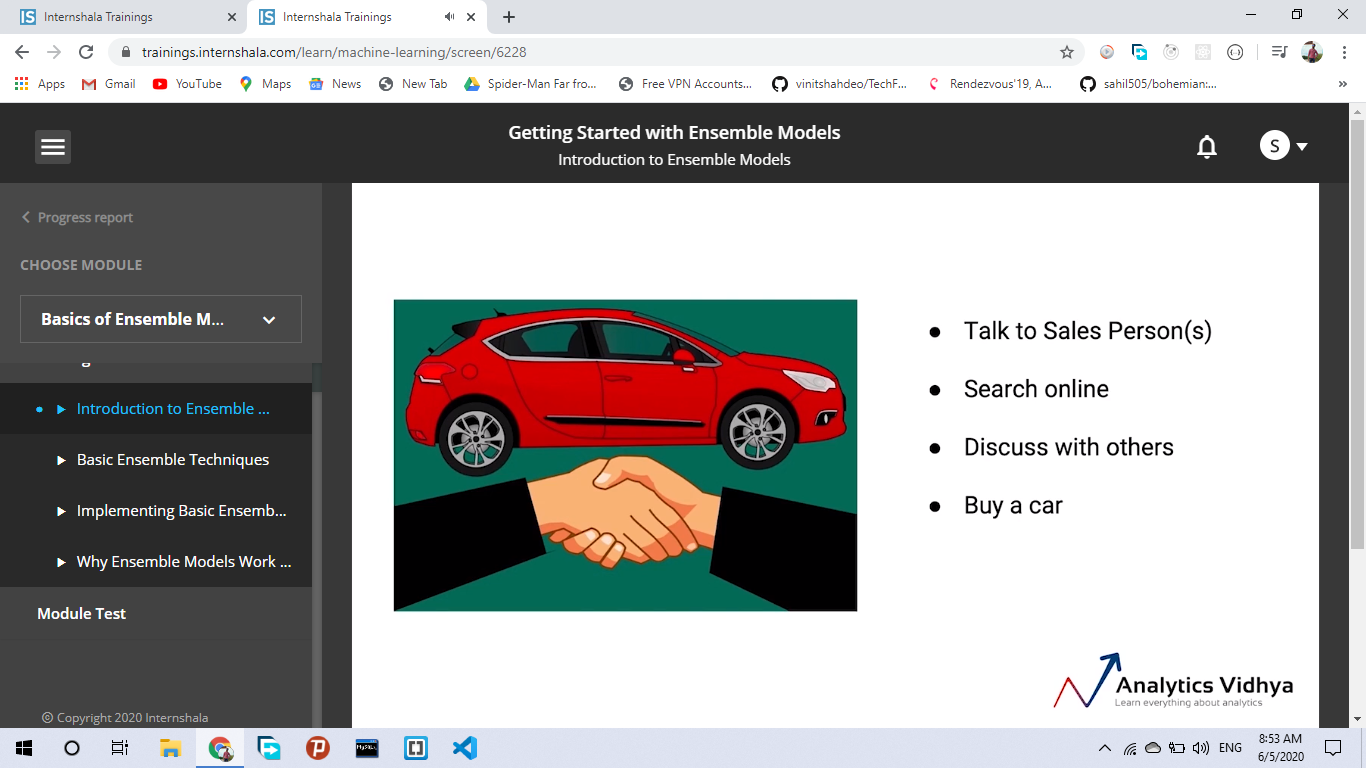 Internshala Trainings
Internshala Trainings
trainings.internshala.com/learn/machine-learning/screen/6228
Apps
Gmail
YouTube
Maps
News
New Tab
Spider-Man Far fro...
Free VPN Accounts...
vinitshahdeo/TechF...
Rendezvous'19, A...
sahil505/bohemian:...
»
Getting Started with Ensemble Models
Introduction to Ensemble Models
S
Progress report
CHOOSE MODULE
Basics of Ensemble M...
Introduction to Ensemble ...
Basic Ensemble Techniques
Implementing Basic Ensemb...
Why Ensemble Models Work ...
Module Test
© Copyright 2020 Internshala
● Talk to Sales Person(s)
● Search online
● Discuss with others
● Buy a car
Analytics Vidhya
Learn everything about analytics
MySQL
ENG
8:53 AM
6/5/2020